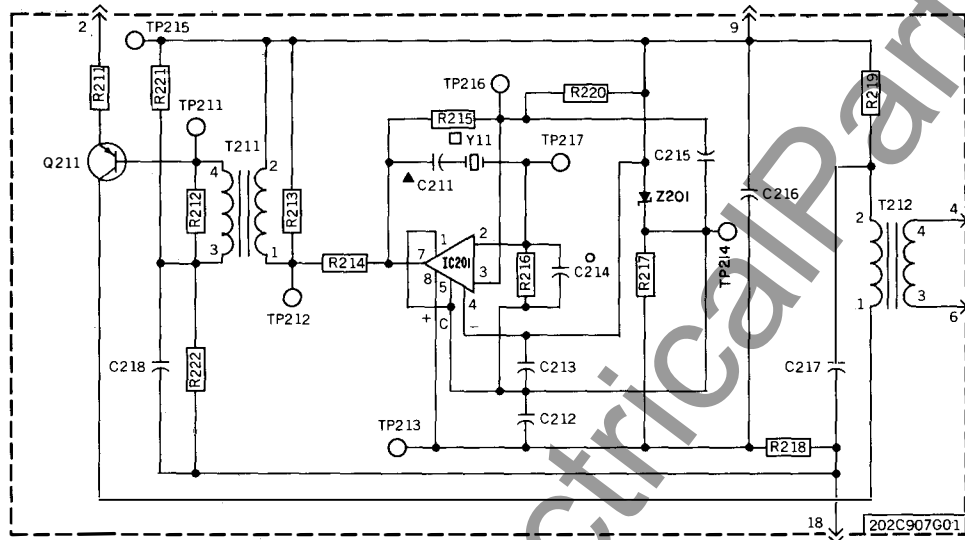 2
9
TP215
R211
R221
TP211
Q211
T211
4
2
R212
R213
3
1
TP212
R214
C218
R222
TP216
R215
R220
Y11
TP217
C211
C215
Z201
C216
R219
T212
2
4
4
1
3
6
TP214
1
2
7
IC201
8
5
3
4
+
C
−
R216
C214
R217
C213
C212
TP213
C217
R218
18
202C907G01
ctricalPar